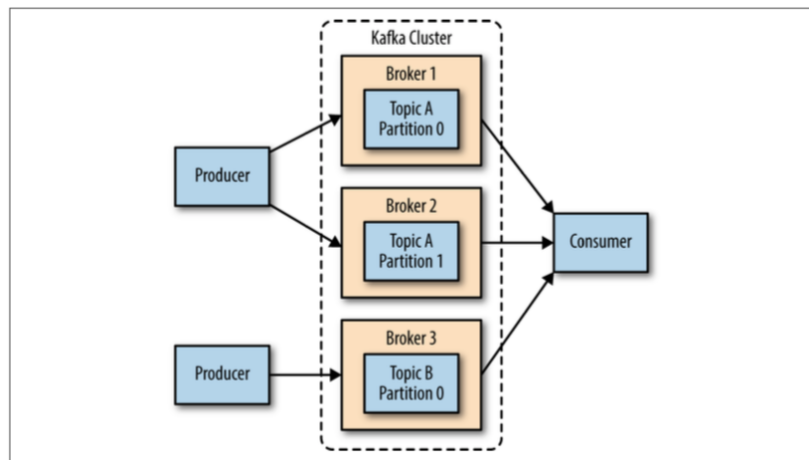 Kafka Cluster
Broker 1
Topic A
Partition 0
Producer
Broker 2
Topic A
Partition 1
Consumer
Broker 3
Topic B
Partition 0
Producer